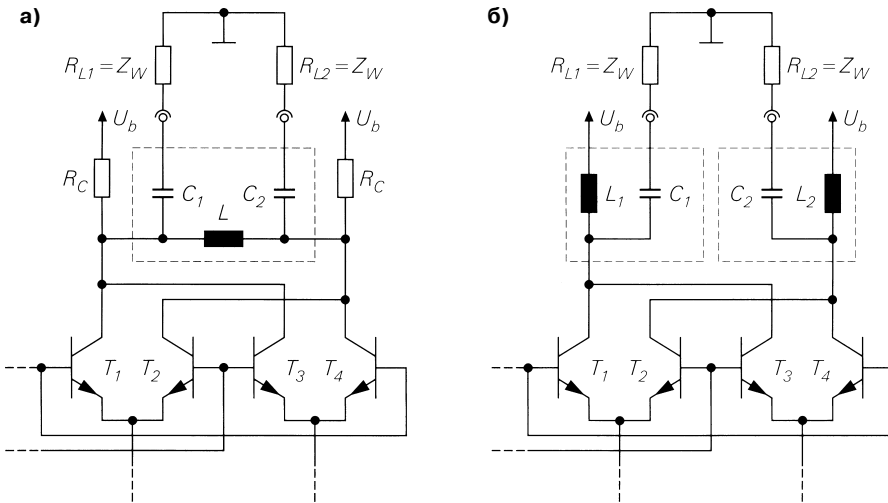 а)
R_L1 = Z_W
R_L2 = Z_W
U_b
U_b
R_C
R_C
C_1
C_2
L
T_1
T_2
T_3
T_4
б)
R_L1 = Z_W
R_L2 = Z_W
U_b
U_b
L_1
C_1
C_2
L_2
T_1
T_2
T_3
T_4